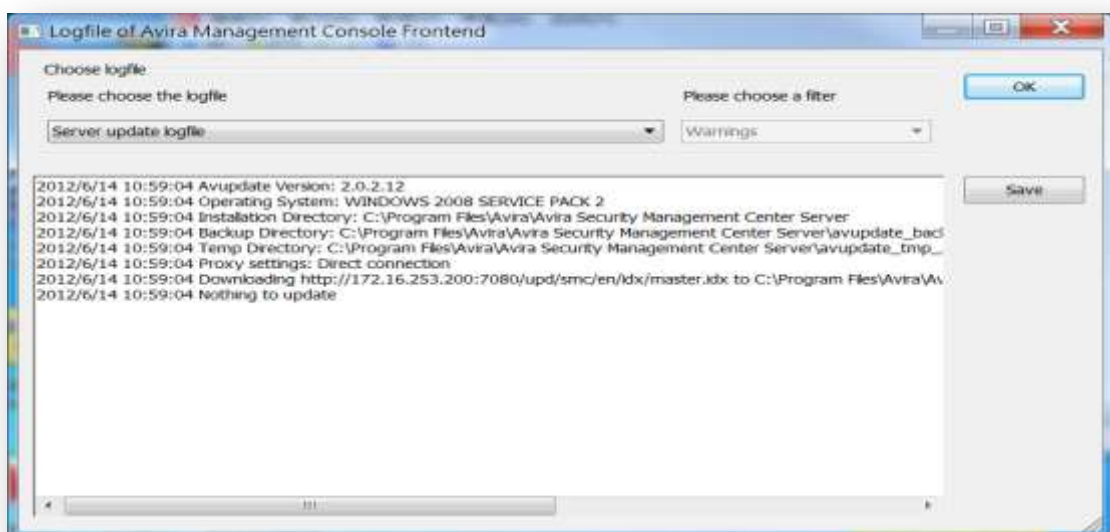 Logfile of Avira Management Console Frontend
Choose logfile
Please choose the logfile
Please choose a filter
OK
Server update logfile
Warnings
Save
2012/6/14 10:59:04 Avupdate Version: 2.0.2.12
2012/6/14 10:59:04 Operating System: WINDOWS 2008 SERVICE PACK 2
2012/6/14 10:59:04 Installation Directory: C:\Program Files\Avira\Avira Security Management Center Server
2012/6/14 10:59:04 Backup Directory: C:\Program Files\Avira\Avira Security Management Center Server\avupdate_bac
2012/6/14 10:59:04 Temp Directory: C:\Program Files\Avira\Avira Security Management Center Server\avupdate_tmp_
2012/6/14 10:59:04 Proxy settings: Direct connection
2012/6/14 10:59:04 Downloading http://172.16.253.200:7080/upd/smc/en/idx/master.idx to C:\Program Files\Avira\Av
2012/6/14 10:59:04 Nothing to update